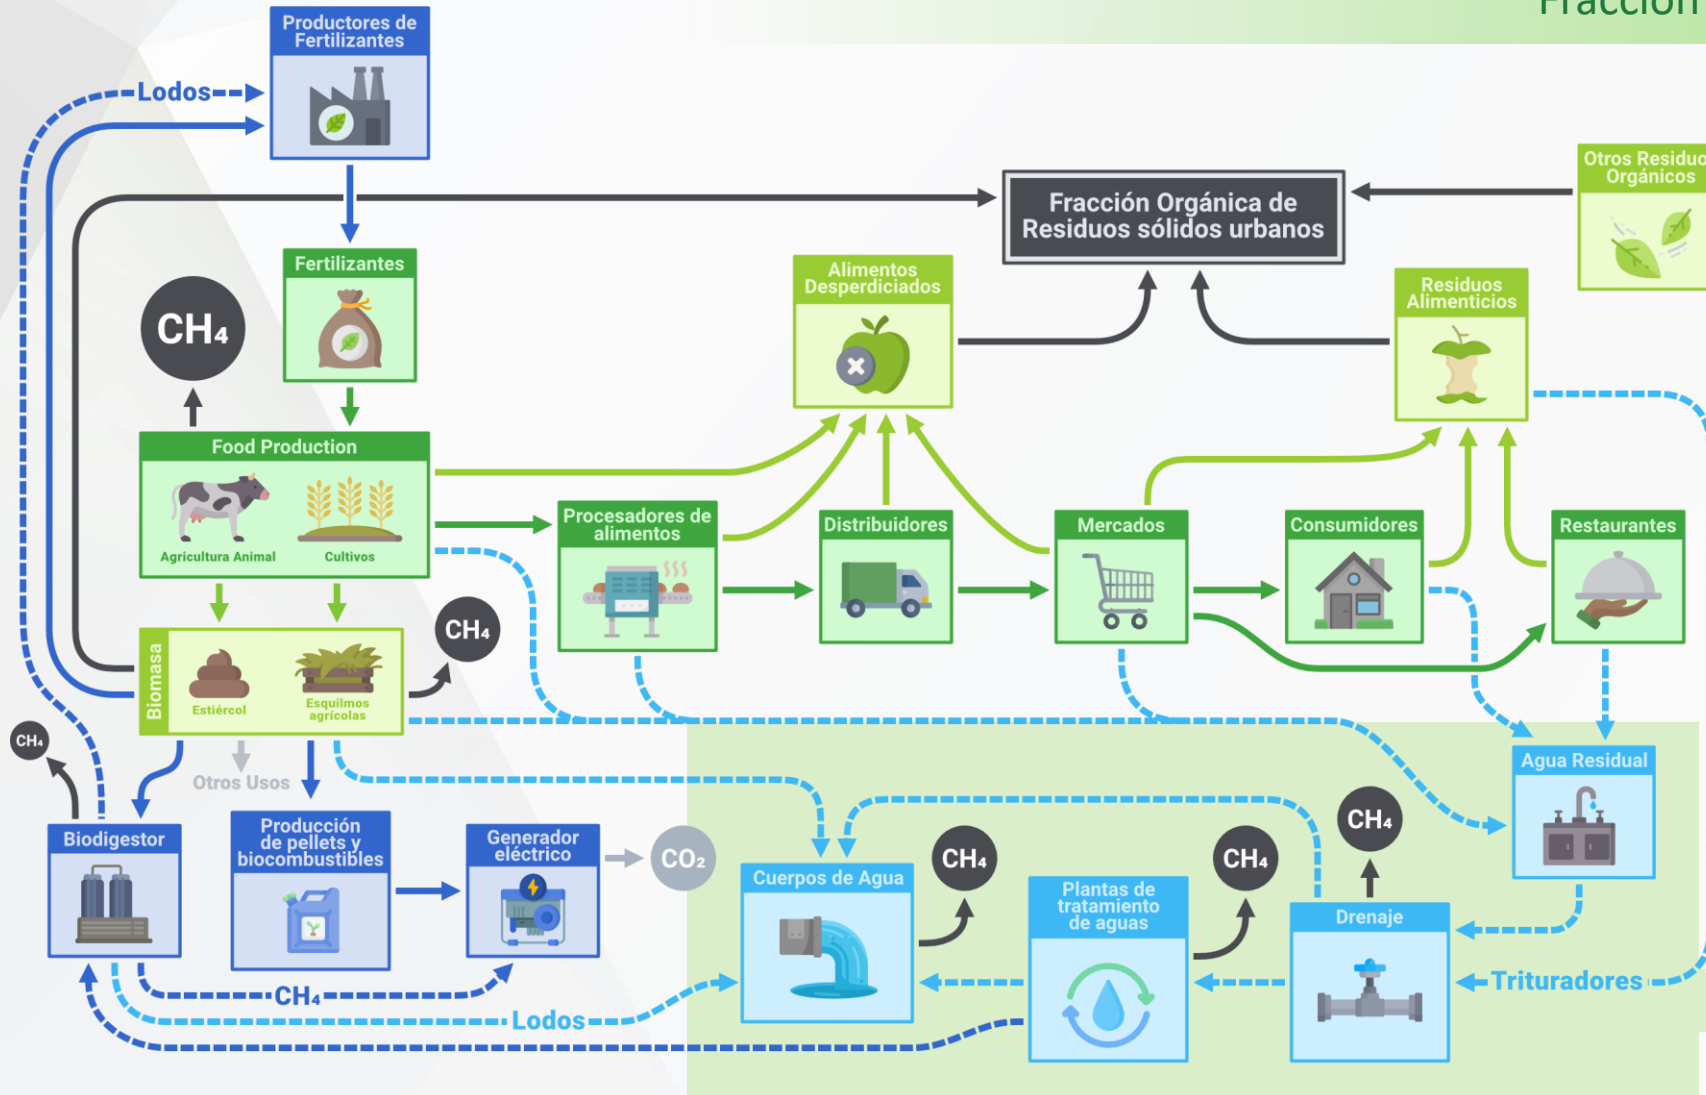 Fracción
Productores de
Fertilizantes
Lodos
Otros Residuo
Orgánicos
Fracción Orgánica de
Residuos sólidos urbanos
Fertilizantes
Alimentos
Desperdiciados
Residuos
Alimenticios
CH₄
Food Production
Agricultura Animal
Cultivos
Procesadores de
alimentos
Distribuidores
Mercados
Consumidores
Restaurantes
CH₄
Biomasa
Estiércol
Esquilmos
agrícolas
CH₄
Otros Usos
Agua Residual
Biodigestor
Producción
de pellets y
biocombustibles
Generador
eléctrico
CO₂
CH₄
CH₄
CH₄
Cuerpos de Agua
Plantas de
tratamiento
de aguas
Drenaje
CH₄
Lodos
Trituradores